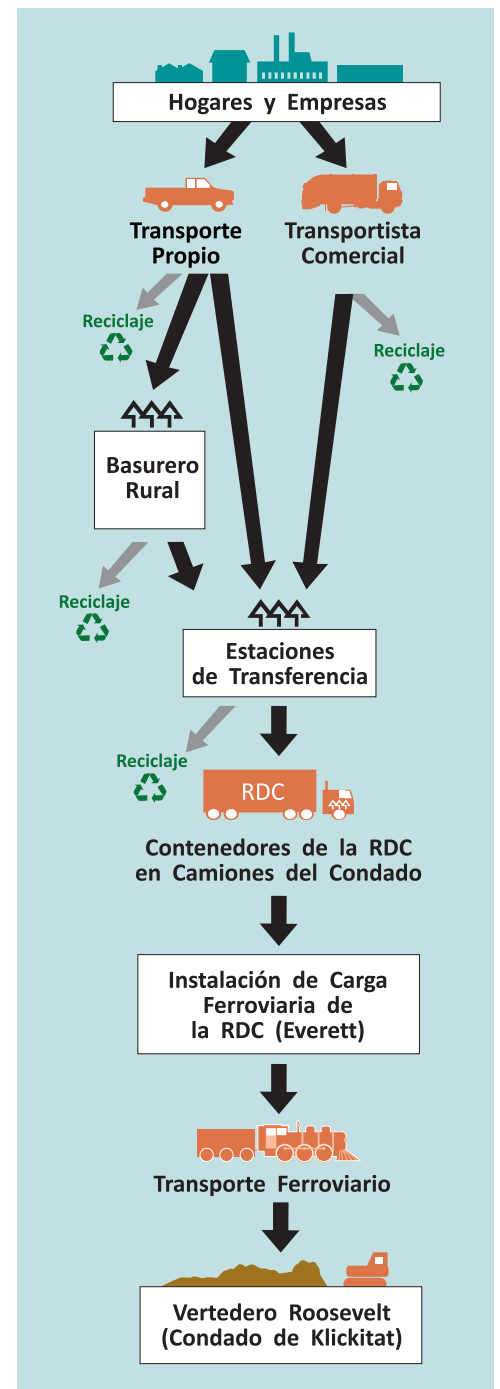 Hogares y Empresas
Transporte
Propio
Transportista
Comercial
Reciclaje
Reciclaje
Basurero
Rural
Reciclaje
Estaciones
de Transferencia
Reciclaje
RDC
Contenedores de la RDC
en Camiones del Condado
Instalación de Carga
Ferroviaria de
la RDC (Everett)
Transporte Ferroviario
Vertedero Roosevelt
(Condado de Klickitat)